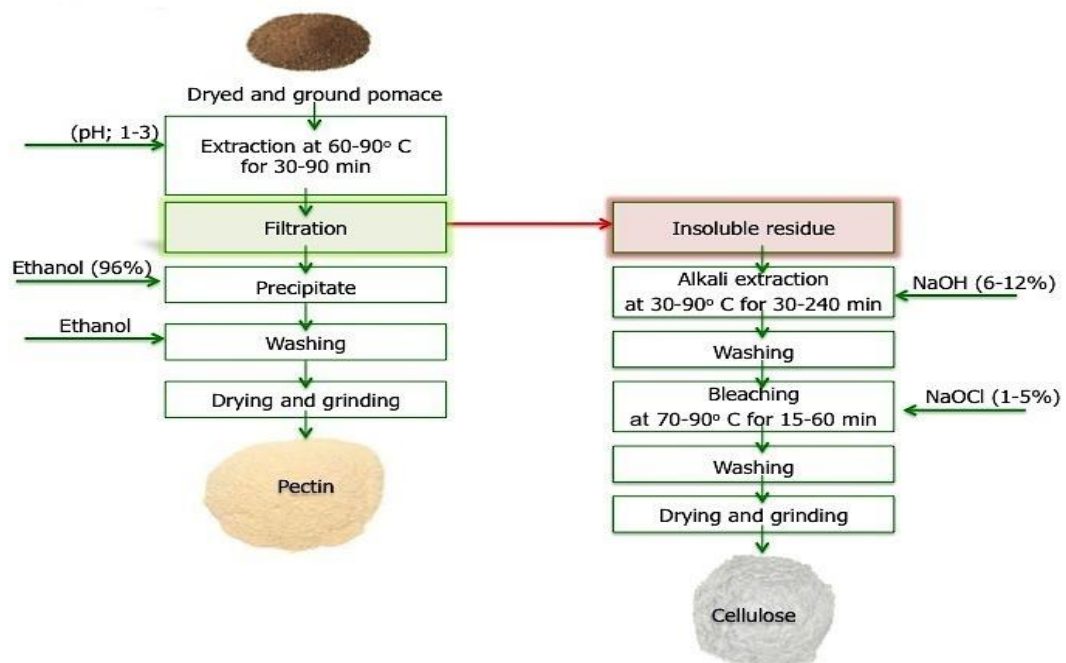 Dryed and ground pomace
(pH; 1-3)
Extraction at 60-90° C
for 30-90 min
Filtration
Ethanol (96%)
Precipitate
Ethanol
Washing
Drying and grinding
Pectin
Insoluble residue
Alkali extraction
at 30-90° C for 30-240 min
NaOH (6-12%)
Washing
Bleaching
at 70-90° C for 15-60 min
NaOCl (1-5%)
Washing
Drying and grinding
Cellulose